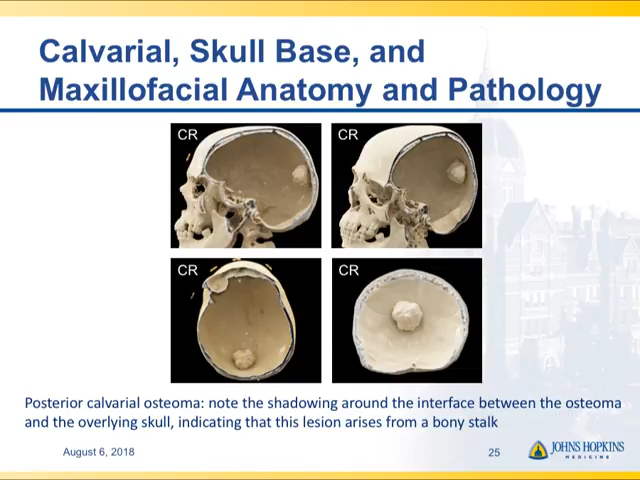 Calvarial, Skull Base, and
Maxillofacial Anatomy and Pathology
CR
CR
CR
CR
Posterior calvarial osteoma: note the shadowing around the interface between the osteoma
and the overlying skull, indicating that this lesion arises from a bony stalk
August 6, 2018
25
JOHNS HOPKINS
MEDICINE